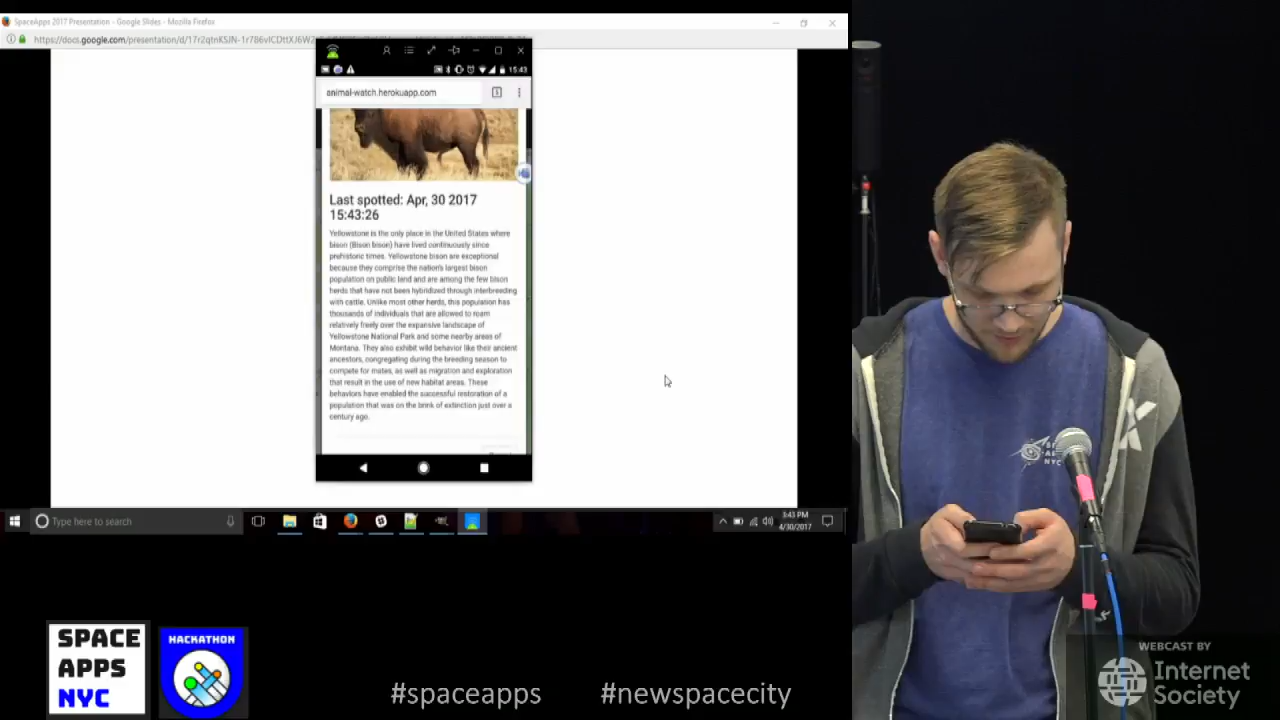 SpaceApps 2017 Presentation - Google Slides - Mozilla Firefox
15:43
animal-watch.herokuapp.com
Last spotted: Apr, 30 2017
15:43:26
Yellowstone is the only place in the United States where
bison (Bison bison) have lived continuously since
prehistoric times. Yellowstone bison are exceptional
because they comprise the nation's largest bison
population on public land and are among the few bison
herds that have not been hybridized through interbreeding
with cattle. Unlike most other herds, this population has
thousands of individuals that are allowed to roam
relatively freely over the expansive landscape of
Yellowstone National Park and some nearby areas of
Montana. They also exhibit wild behavior like their ancient
ancestors, congregating during the breeding season to
compete for mates, as well as migration and exploration
that result in the use of new habitat areas. These
behaviors have enabled the successful restoration of a
population that was on the brink of extinction just over a
century ago.
Type here to search
3:43 PM
4/30/2017
SPACE
APPS
NYC
HACKATHON
#spaceapps #newspacecity
WEBCAST BY
Internet
Society